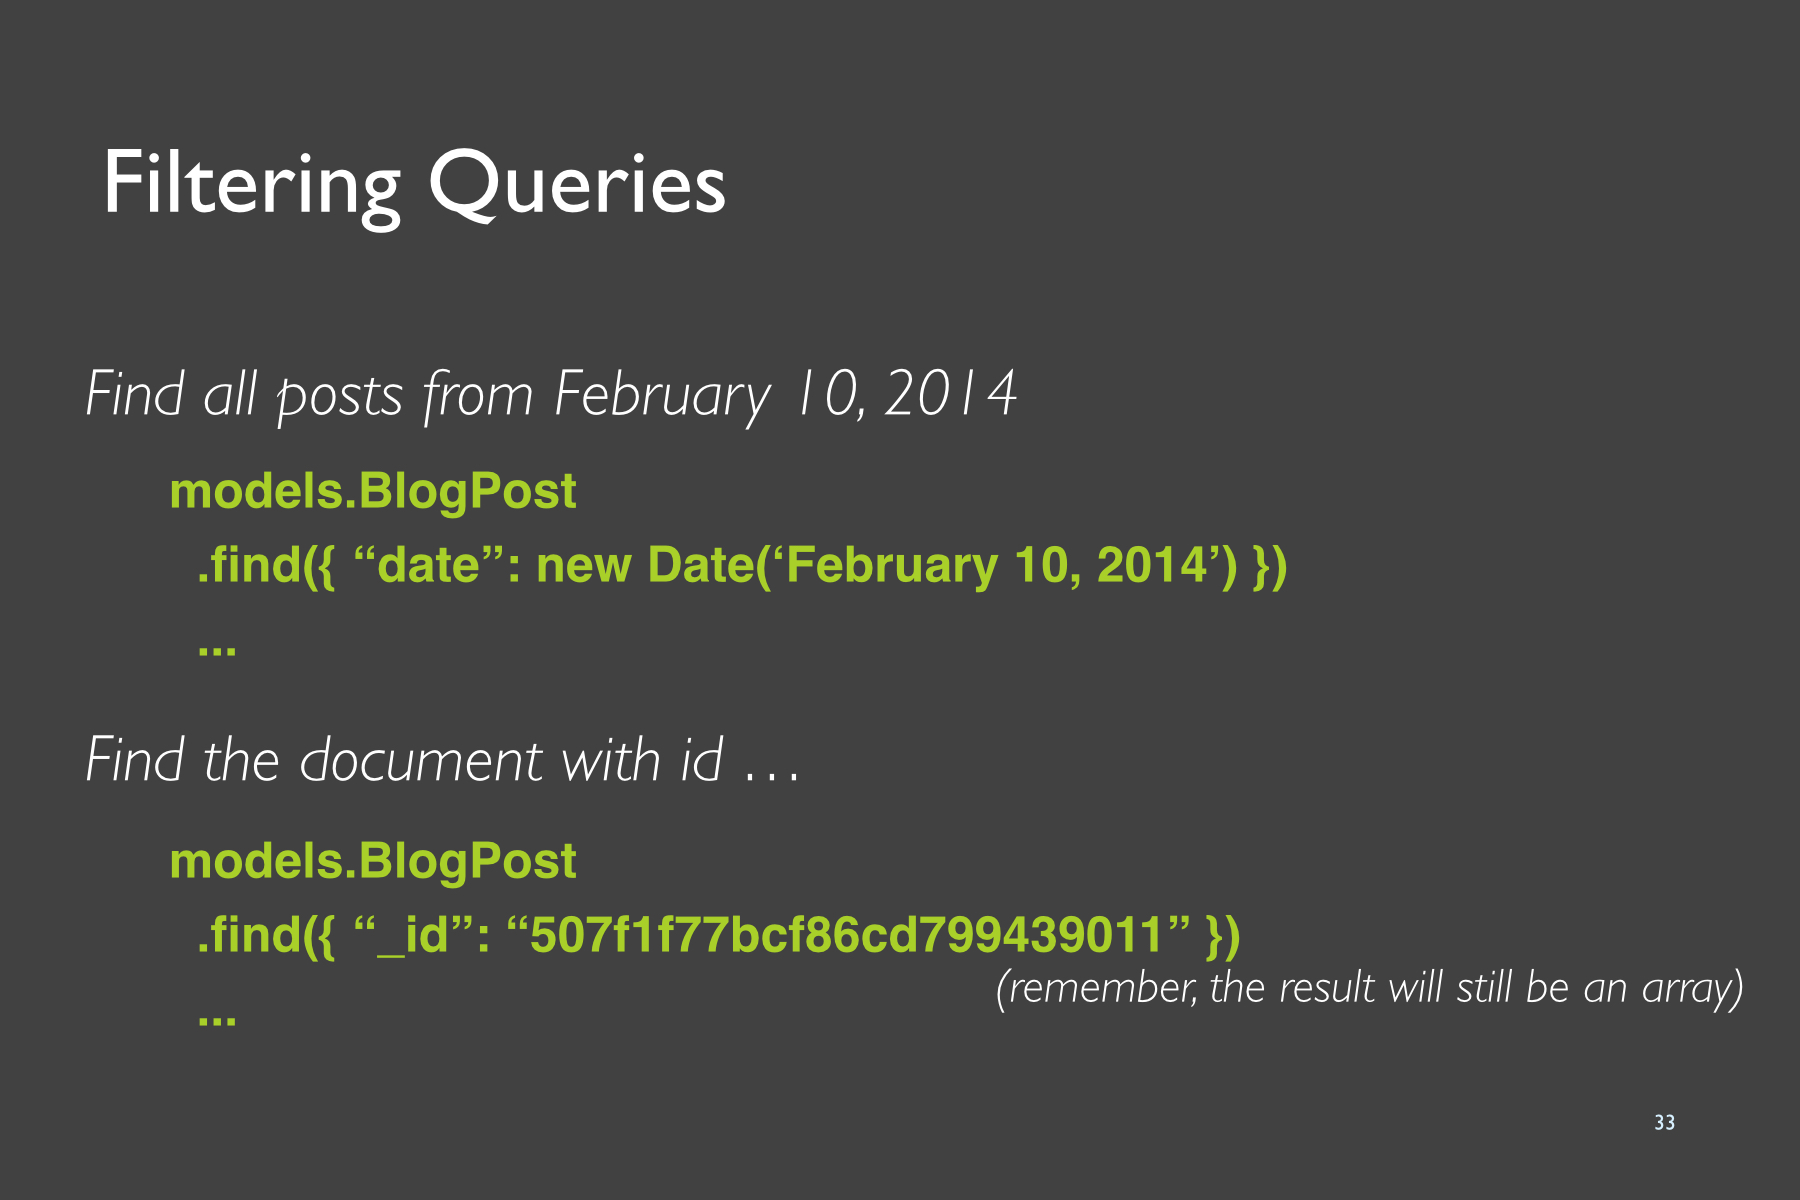 Filtering Queries
Find all posts from February 10, 2014
models.BlogPost
.find({ “date”: new Date(‘February 10, 2014’) })
...
Find the document with id …
models.BlogPost
.find({ “_id”: “507f1f77bcf86cd799439011” })
(remember, the result will still be an array)
...
33